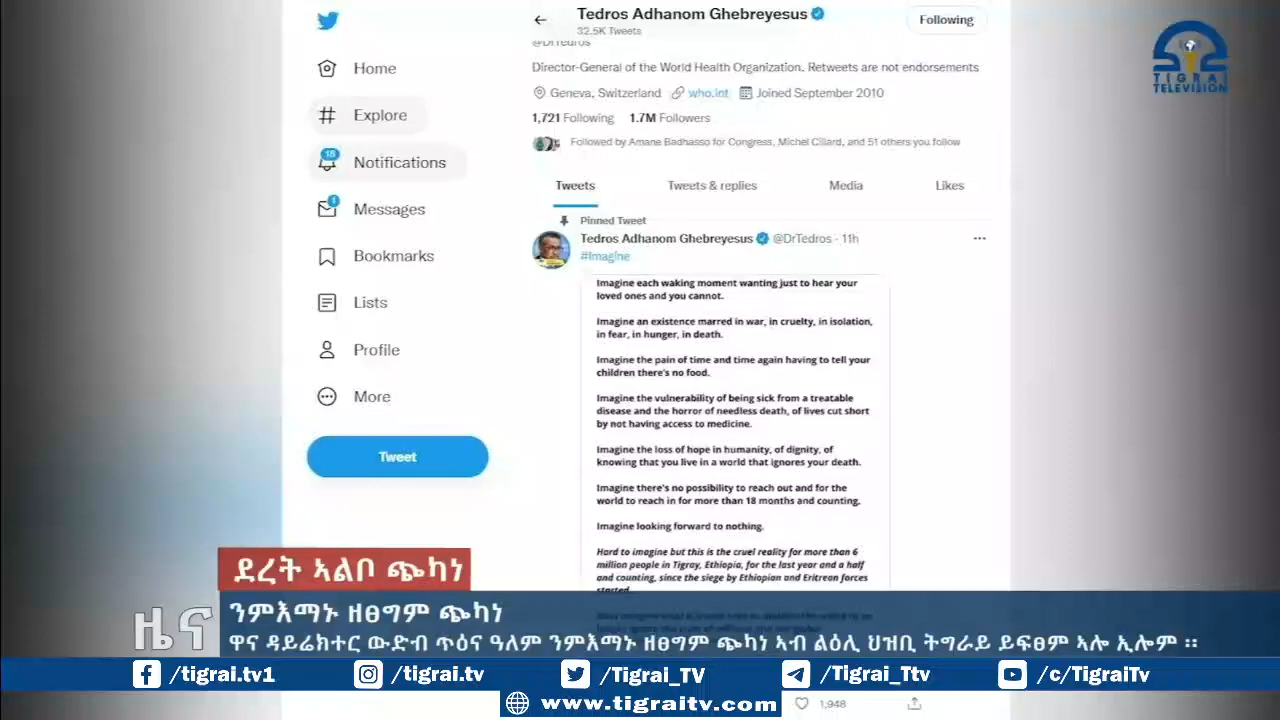 Tedros Adhanom Ghebreyesus
32.5K Tweets
Following
@DrTedros
Director-General of the World Health Organization. Retweets are not endorsements
Geneva, Switzerland who.int Joined September 2010
1,721 Following 1.7M Followers
Followed by Amane Badhasso for Congress, Michel Cillard, and 51 others you follow
Tweets Tweets & replies Media Likes
Home
# Explore
18
Notifications
1
Messages
Bookmarks
Lists
Profile
More
Tweet
Pinned Tweet
Tedros Adhanom Ghebreyesus @DrTedros · 11h
#Imagine
Imagine each waking moment wanting just to hear your
loved ones and you cannot.
Imagine an existence marred in war, in cruelty, in isolation,
in fear, in hunger, in death.
Imagine the pain of time and time again having to tell your
children there's no food.
Imagine the vulnerability of being sick from a treatable
disease and the horror of needless death, of lives cut short
by not having access to medicine.
Imagine the loss of hope in humanity, of dignity, of
knowing that you live in a world that ignores your death.
Imagine there's no possibility to reach out and for the
world to reach in for more than 18 months and counting.
Imagine looking forward to nothing.
Hard to imagine but this is the cruel reality for more than 6
million people in Tigray, Ethiopia, for the last year and a half
and counting, since the siege by Ethiopian and Eritrean forces
started.
TIGRAI
TELEVISION
ደረት ኣልቦ ጭካነ
ዜና
ንምእማኑ ዘፀግም ጭካነ
ዋና ዳይሬክተር ውድብ ጥዕና ዓለም ንምእማኑ ዘፀግም ጭካነ ኣብ ልዕሊ ህዝቢ ትግራይ ይፍፀም ኣሎ ኢሎም ።
/tigrai.tv1 /tigrai.tv /Tigrai_TV /Tigrai_Ttv /c/TigraiTv
www.tigraitv.com
1,948